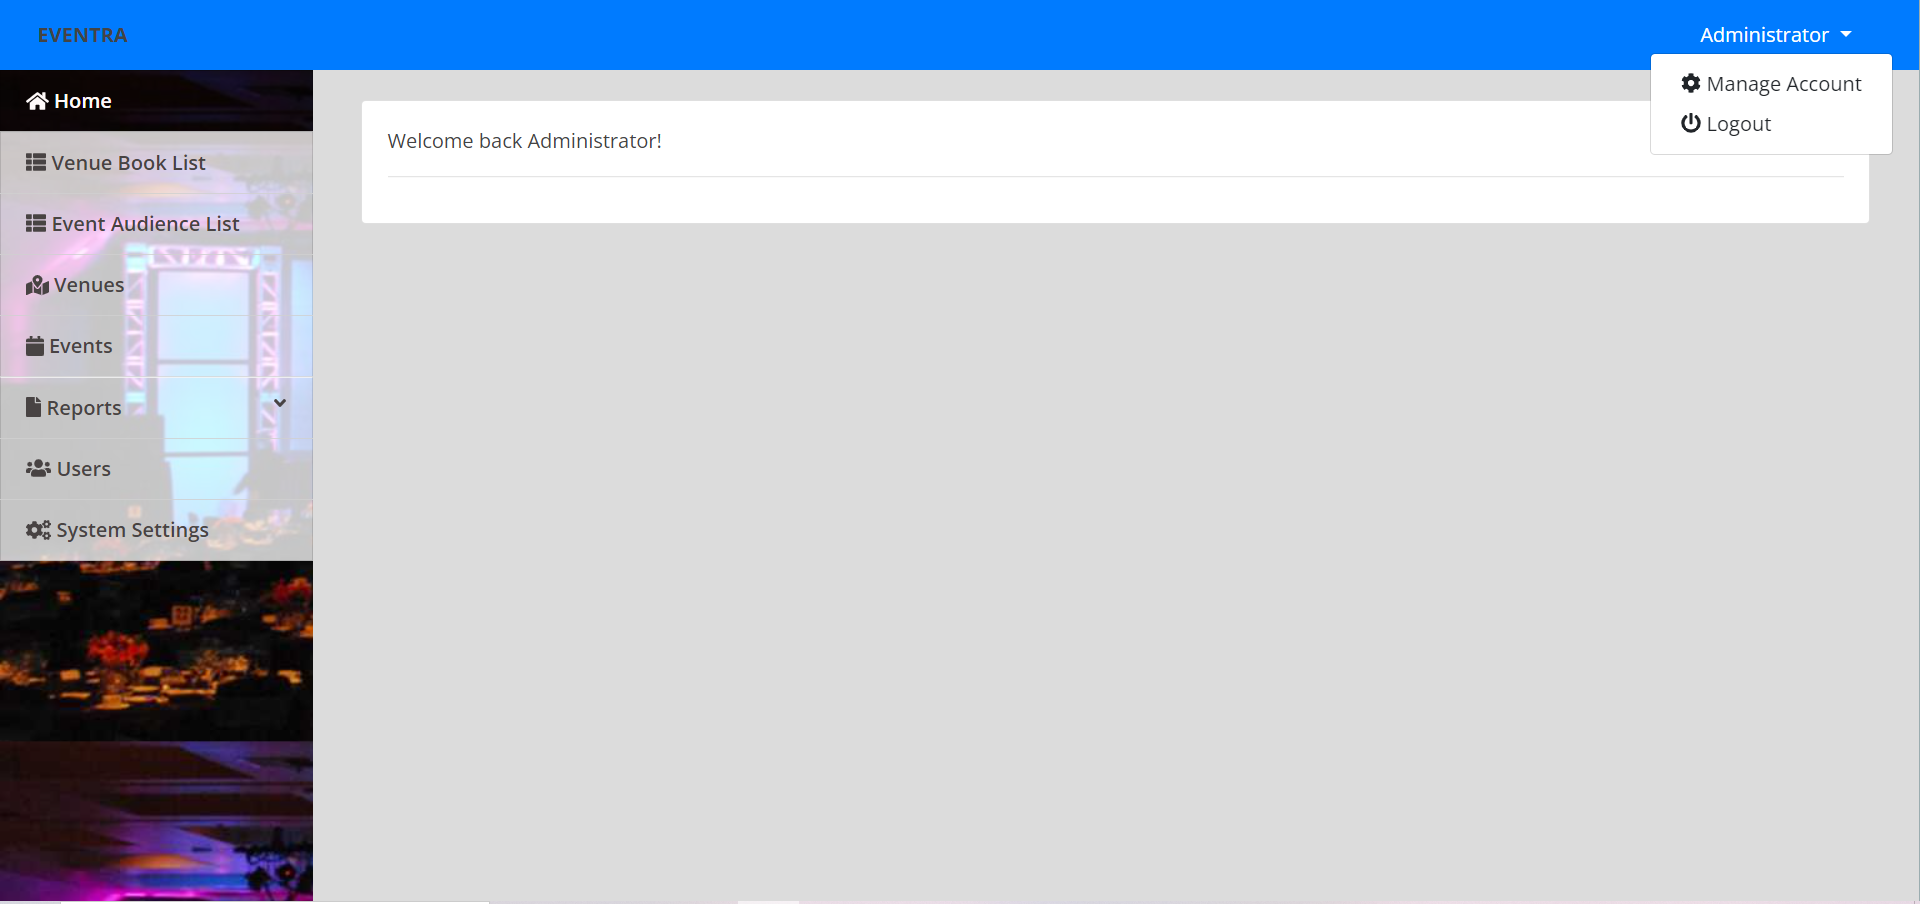 EVENTRA
Administrator
Manage Account
Logout
Home
Venue Book List
Event Audience List
Venues
Events
Reports
Users
System Settings
Welcome back Administrator!